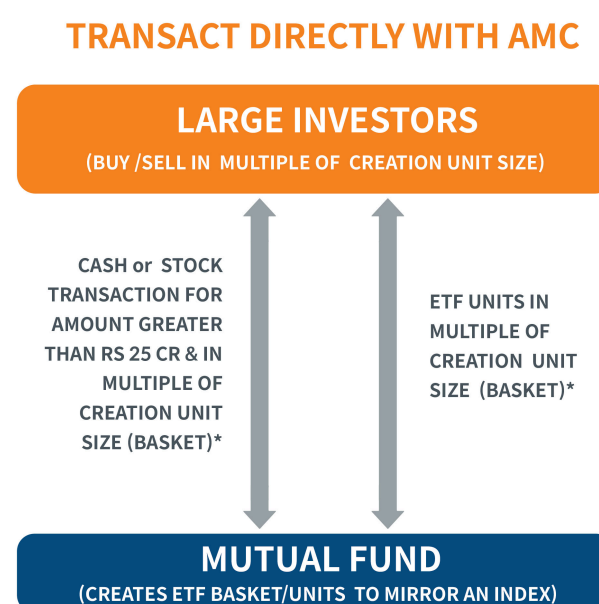 TRANSACT DIRECTLY WITH AMC
LARGE INVESTORS
(BUY /SELL IN MULTIPLE OF CREATION UNIT SIZE)
CASH or STOCK
TRANSACTION FOR
AMOUNT GREATER
THAN RS 25 CR & IN
MULTIPLE OF
CREATION UNIT
SIZE (BASKET)*
ETF UNITS IN
MULTIPLE OF
CREATION UNIT
SIZE (BASKET)*
MUTUAL FUND
(CREATES ETF BASKET/UNITS TO MIRROR AN INDEX)